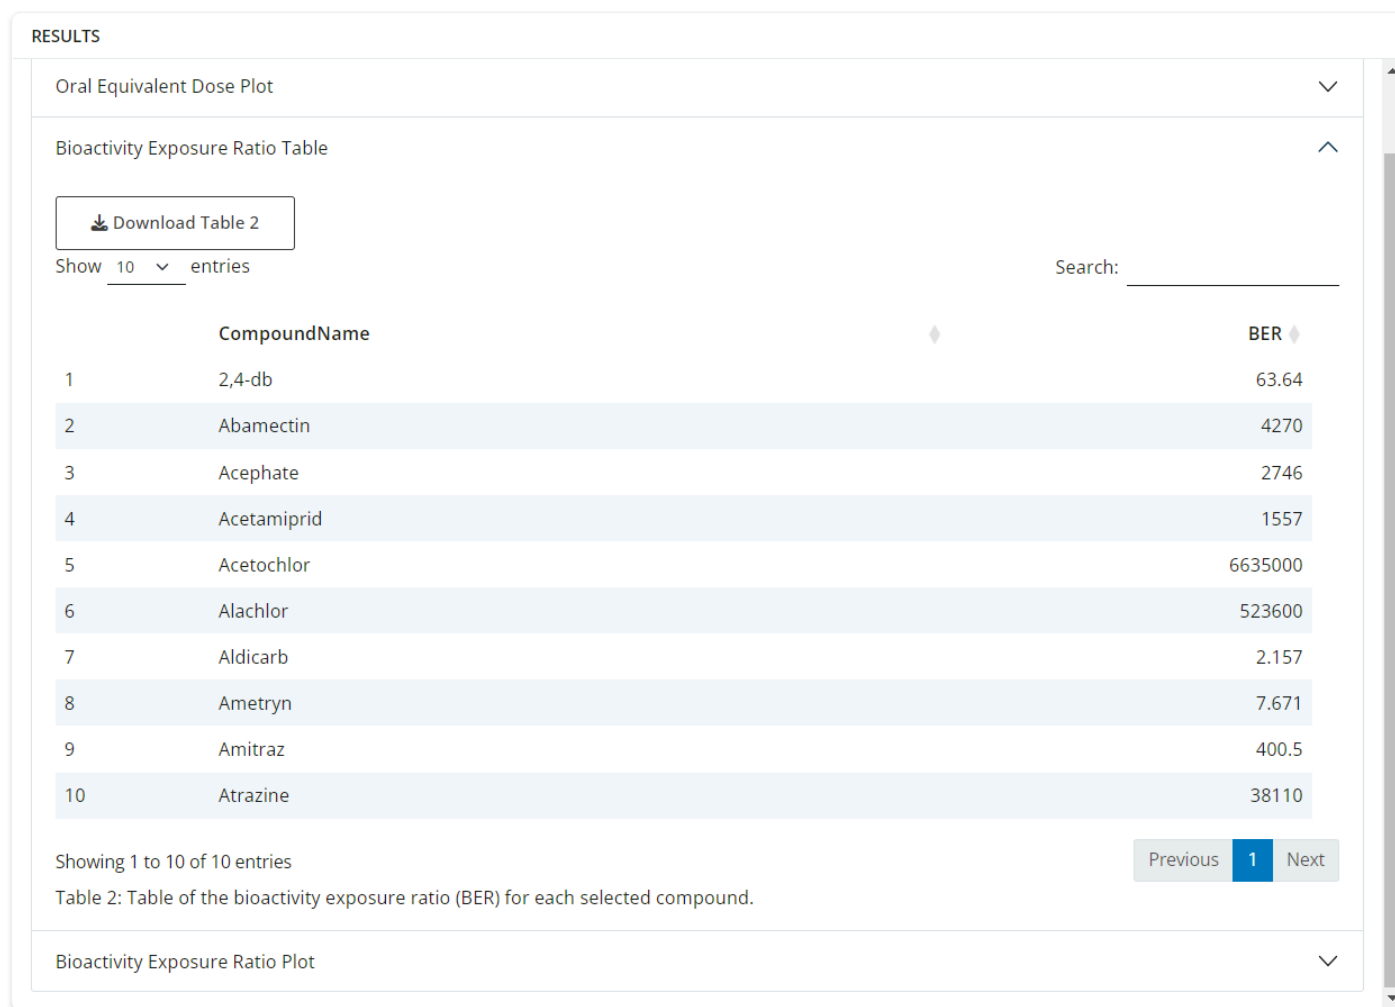 RESULTS
Oral Equivalent Dose Plot
Bioactivity Exposure Ratio Table
Download Table 2
Show 10 entries Search:
CompoundName BER
1 2,4-db 63.64
2 Abamectin 4270
3 Acephate 2746
4 Acetamiprid 1557
5 Acetochlor 6635000
6 Alachlor 523600
7 Aldicarb 2.157
8 Ametryn 7.671
9 Amitraz 400.5
10 Atrazine 38110
Showing 1 to 10 of 10 entries Previous 1 Next
Table 2: Table of the bioactivity exposure ratio (BER) for each selected compound.
Bioactivity Exposure Ratio Plot